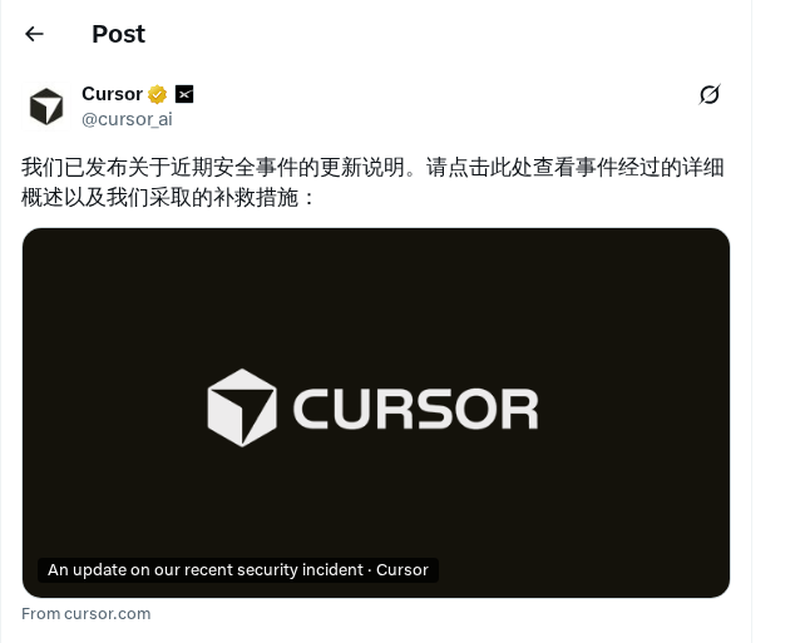 Post
Cursor
@cursor_ai
我们已发布关于近期安全事件的更新说明。请点击此处查看事件经过的详细
概述以及我们采取的补救措施：
CURSOR
An update on our recent security incident · Cursor
From cursor.com